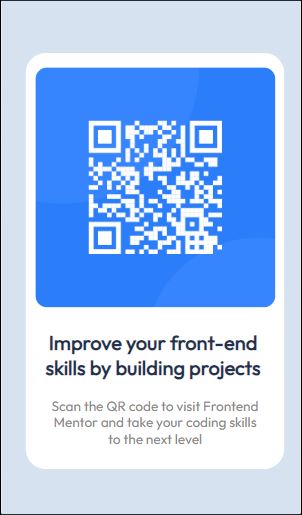 Improve your front-end
skills by building projects
Scan the QR code to visit Frontend
Mentor and take your coding skills
to the next level